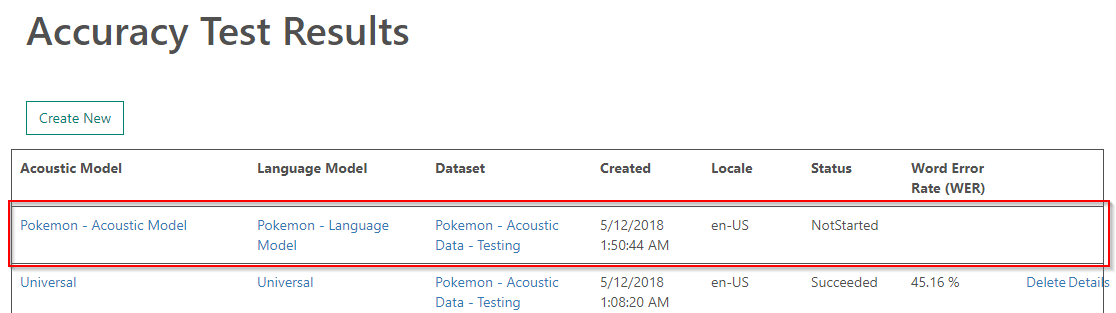 Accuracy Test Results
Create New
Acoustic Model Language Model Dataset Created Locale Status Word Error
Rate (WER)
Pokemon - Acoustic Model Pokemon - Language Pokemon - Acoustic 5/12/2018 en-US NotStarted
Model Data - Testing 1:50:44 AM
Universal Universal Pokemon - Acoustic 5/12/2018 en-US Succeeded 45.16 % Delete Details
Data - Testing 1:08:20 AM